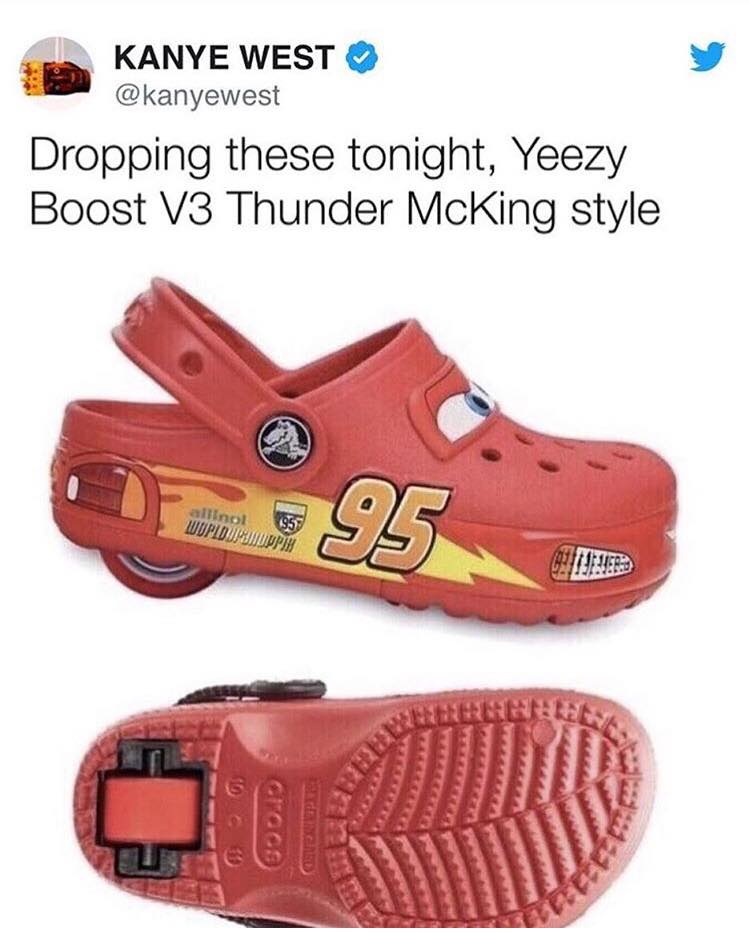 KANYE WEST
@kanyewest
Dropping these tonight, Yeezy
Boost V3 Thunder McKing style
allinol
95
95
crocs